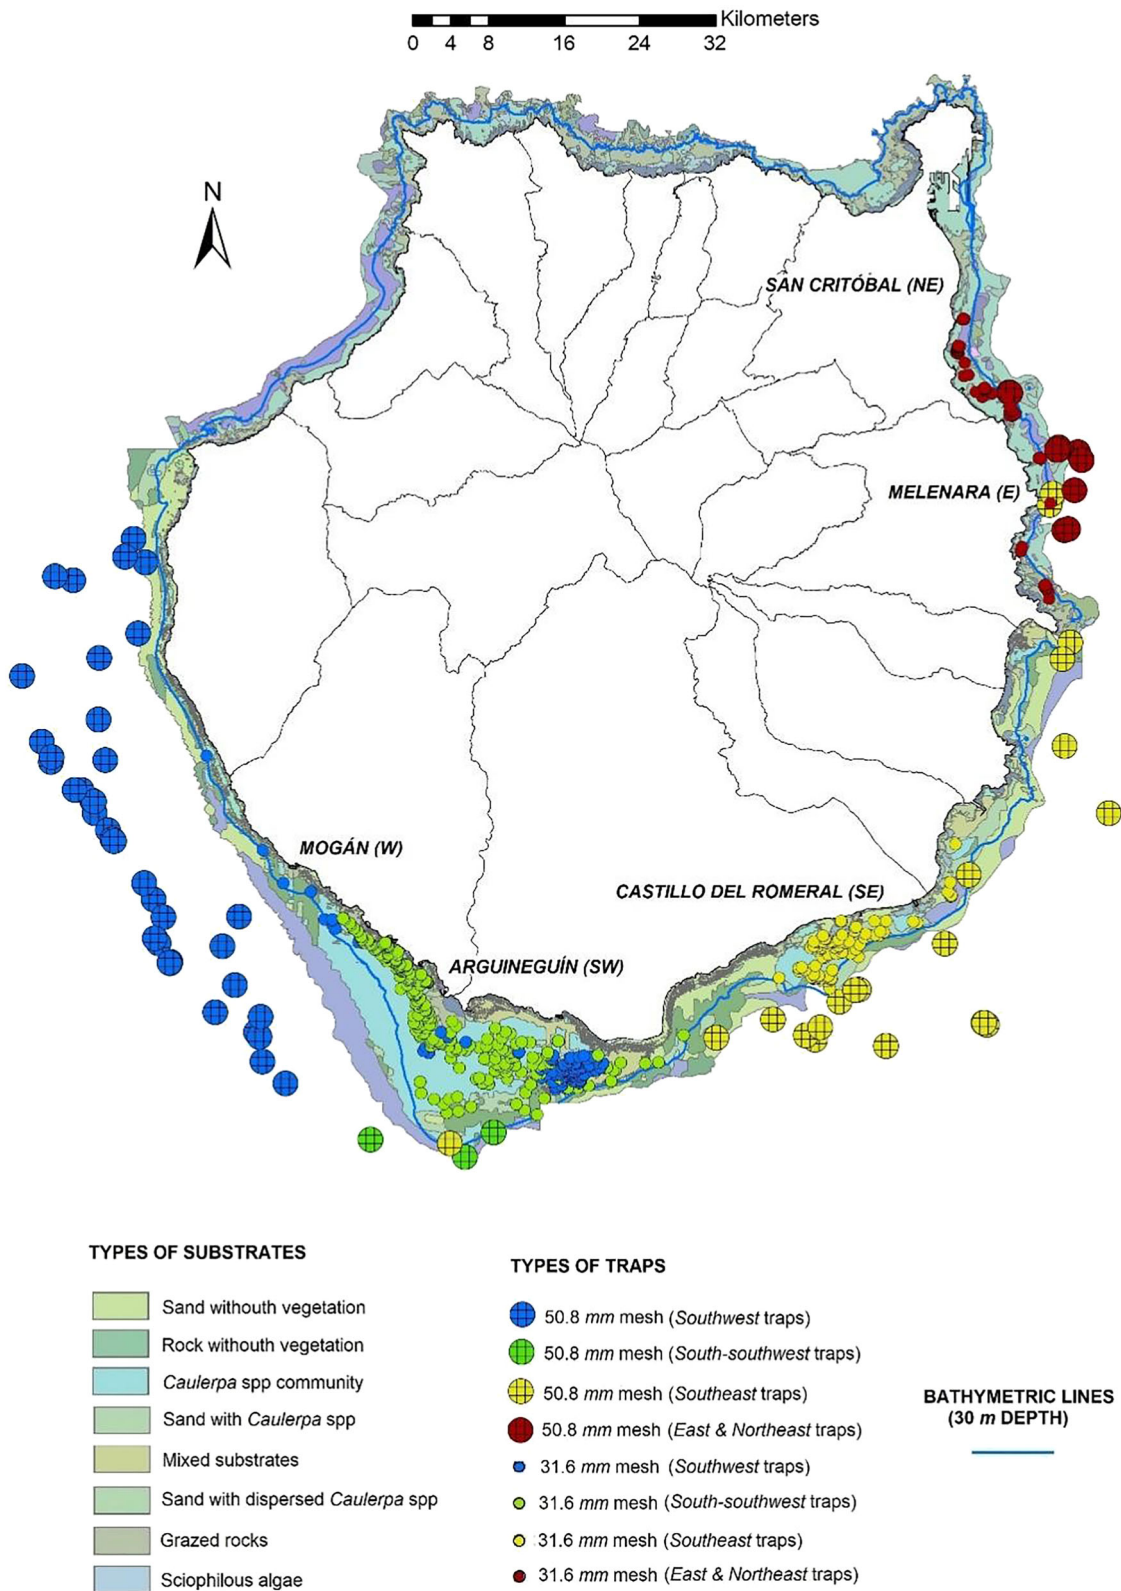 Kilometers
0 4 8 16 24 32
N
SAN CRITÓBAL (NE)
MELENARA (E)
MOGÁN (W)
CASTILLO DEL ROMERAL (SE)
ARGUINEGUÍN (SW)
TYPES OF SUBSTRATES
Sand withouth vegetation
Rock withouth vegetation
Caulerpa spp community
Sand with Caulerpa spp
Mixed substrates
Sand with dispersed Caulerpa spp
Grazed rocks
Sciophilous algae
TYPES OF TRAPS
50.8 mm mesh (Southwest traps)
50.8 mm mesh (South-southwest traps)
50.8 mm mesh (Southeast traps)
50.8 mm mesh (East & Northeast traps)
31.6 mm mesh (Southwest traps)
31.6 mm mesh (South-southwest traps)
31.6 mm mesh (Southeast traps)
31.6 mm mesh (East & Northeast traps)
BATHYMETRIC LINES
(30 m DEPTH)